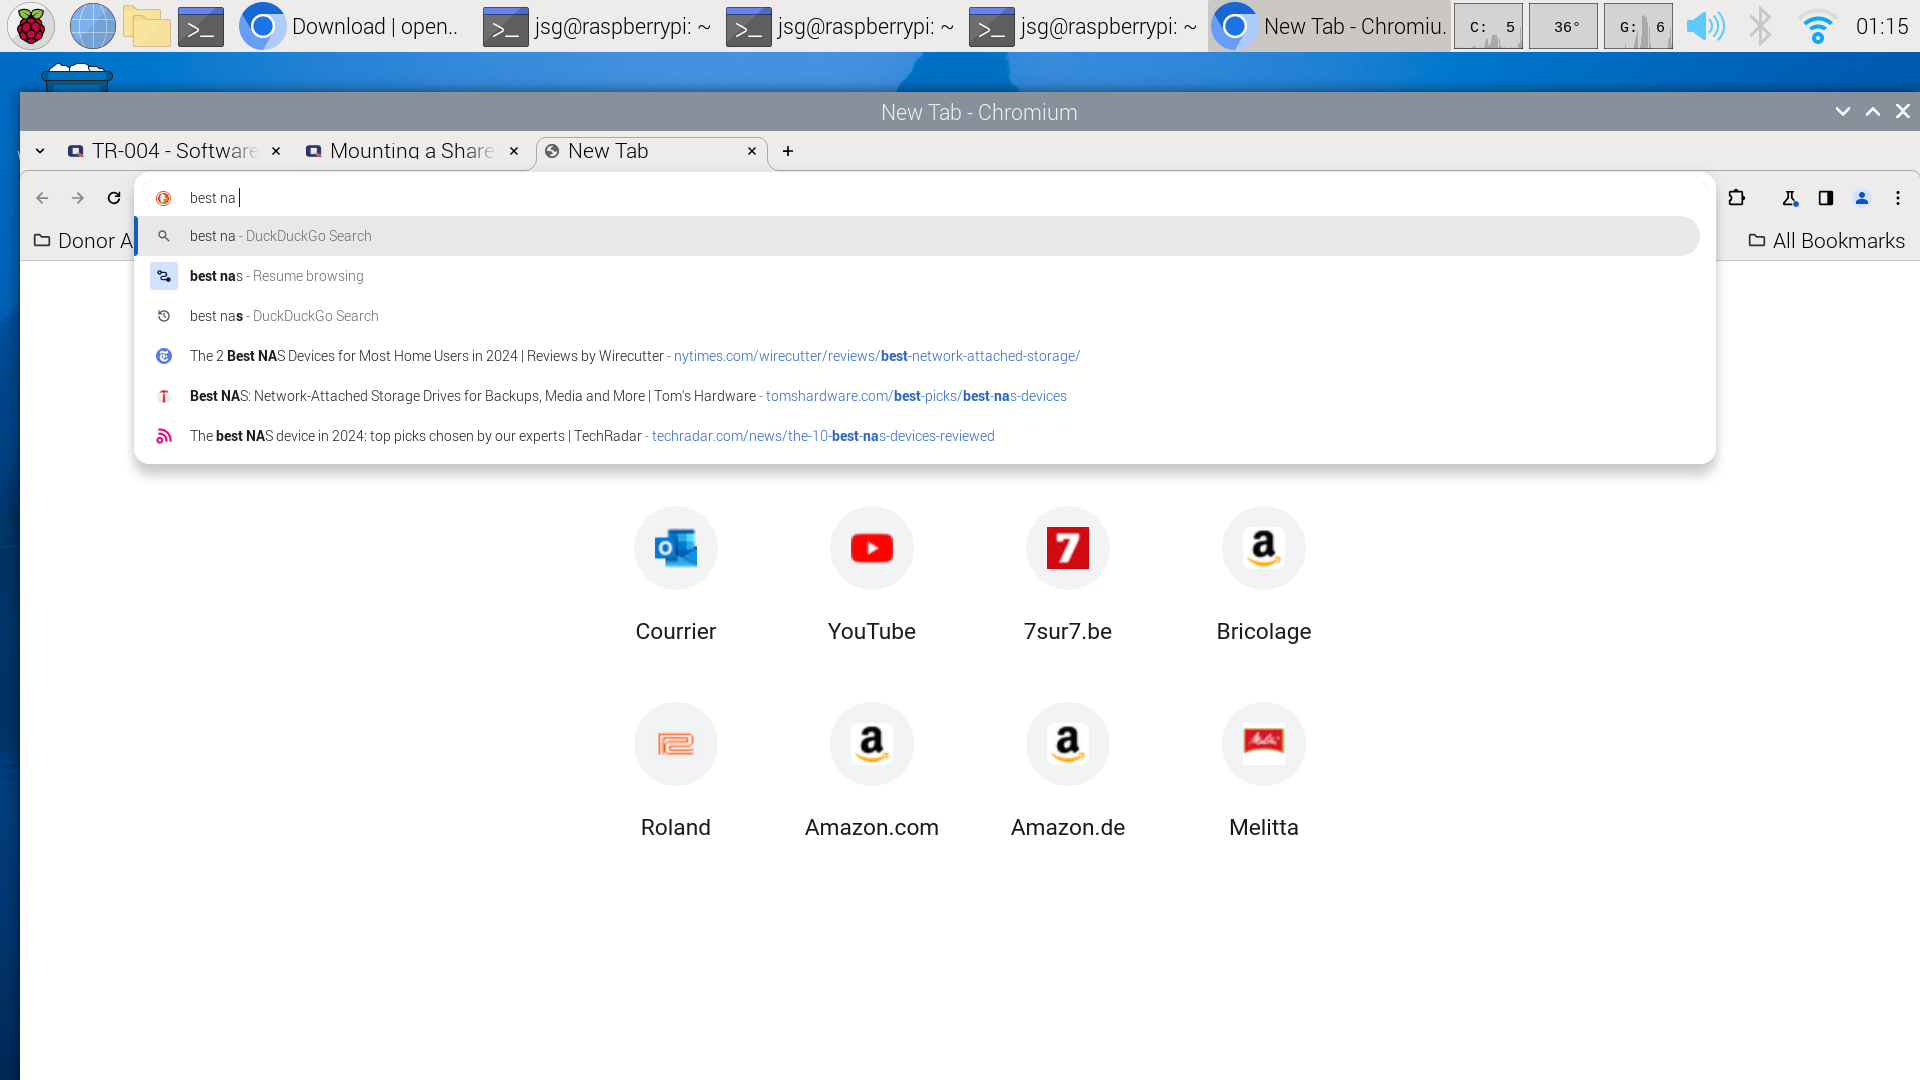 Download | open..
jsg@raspberrypi: ~
jsg@raspberrypi: ~
jsg@raspberrypi: ~
New Tab - Chromiu.
C: 5
36°
G: 6
01:15
New Tab - Chromium
TR-004 - Software
Mounting a Share
New Tab
best na
best na - DuckDuckGo Search
Donor A
All Bookmarks
best nas - Resume browsing
best nas - DuckDuckGo Search
The 2 Best NAS Devices for Most Home Users in 2024 | Reviews by Wirecutter - nytimes.com/wirecutter/reviews/best-network-attached-storage/
Best NAS: Network-Attached Storage Drives for Backups, Media and More | Tom's Hardware - tomshardware.com/best-picks/best-nas-devices
The best NAS device in 2024: top picks chosen by our experts | TechRadar - techradar.com/news/the-10-best-nas-devices-reviewed
Courrier
YouTube
7sur7.be
Bricolage
Roland
Amazon.com
Amazon.de
Melitta